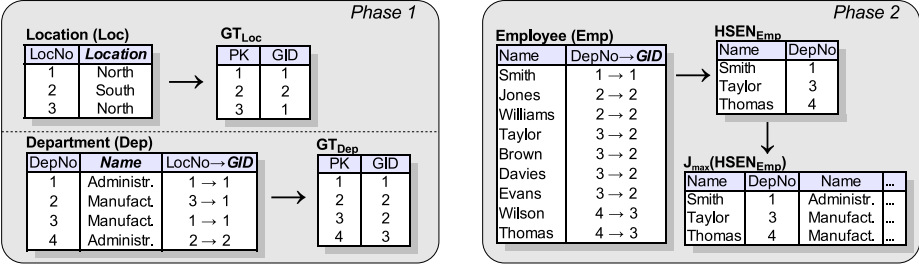 Phase 1
Location (Loc)
LocNo Location
1 North
2 South
3 North
GT_Loc
PK GID
1 1
2 2
3 1
Department (Dep)
DepNo Name LocNo→GID
1 Administr. 1 → 1
2 Manufact. 3 → 1
3 Manufact. 1 → 1
4 Administr. 2 → 2
GT_Dep
PK GID
1 1
2 2
3 2
4 3
Phase 2
Employee (Emp)
Name DepNo→GID
Smith 1 → 1
Jones 2 → 2
Williams 2 → 2
Taylor 3 → 2
Brown 3 → 2
Davies 3 → 2
Evans 3 → 2
Wilson 4 → 3
Thomas 4 → 3
HSEN_Emp
Name DepNo
Smith 1
Taylor 3
Thomas 4
J_max(HSEN_Emp)
Name DepNo Name ...
Smith 1 Administr. ...
Taylor 3 Manufact. ...
Thomas 4 Manufact. ...